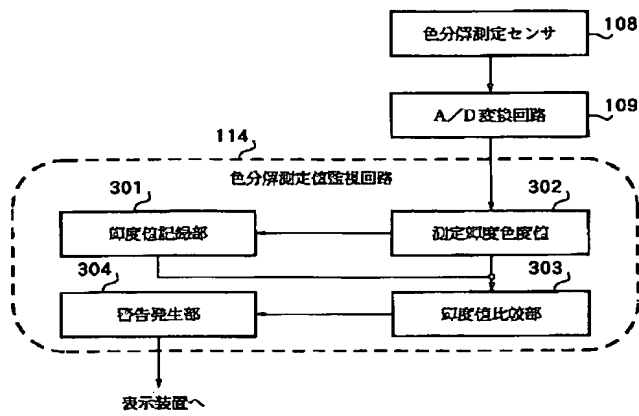 色分解測定センサ
108
A/D変換回路
109
114
色分解測定値監視回路
301
302
輝度値記録部
測定輝度色度値
304
303
警告発生部
輝度値比較部
表示装置へ